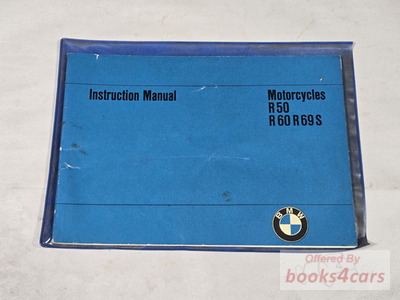 Instruction Manual
Motorcycles
R 50
R 60 R 69 S
BMW
Offered By
books4cars